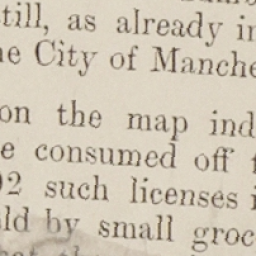 till, as already in
e City of Manche
on the map ind
e consumed off
2 such licenses i
ld by small groc